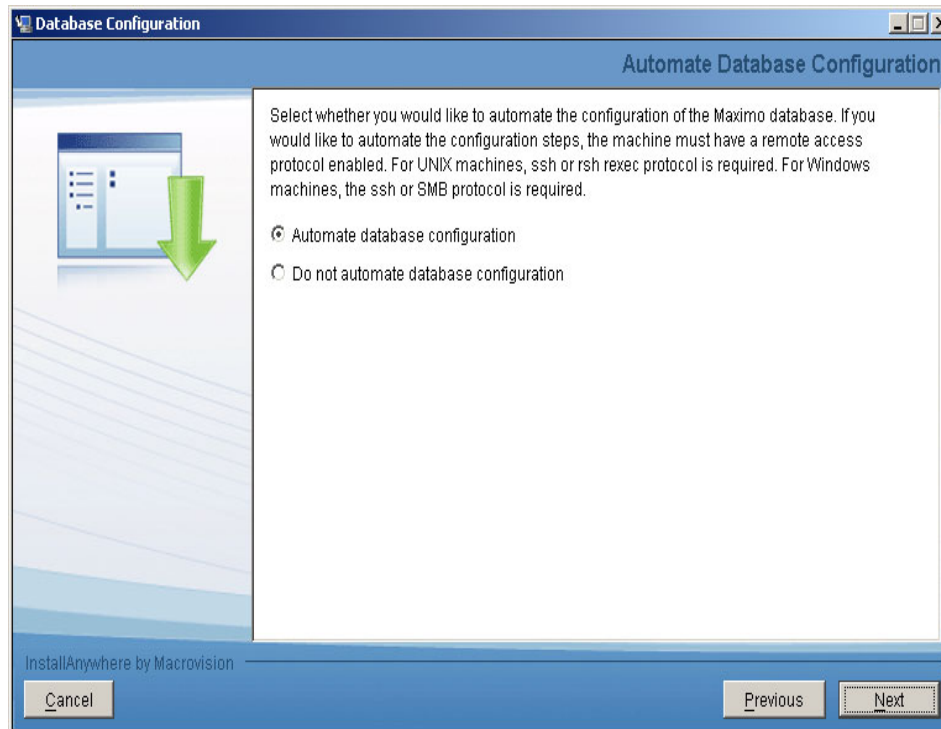 Database Configuration
Automate Database Configuration
Select whether you would like to automate the configuration of the Maximo database. If you
would like to automate the configuration steps, the machine must have a remote access
protocol enabled. For UNIX machines, ssh or rsh rexec protocol is required. For Windows
machines, the ssh or SMB protocol is required.
Automate database configuration
Do not automate database configuration
InstallAnywhere by Macrovision
Cancel
Previous
Next